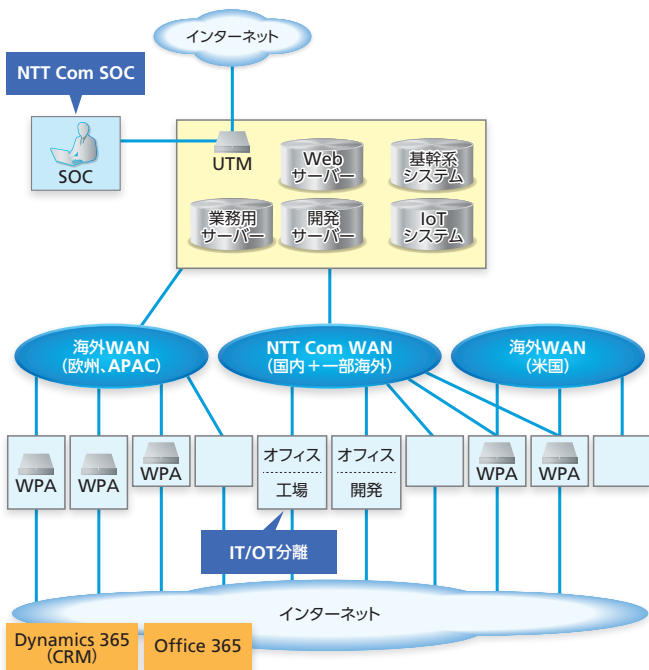 インターネット
NTT Com SOC
SOC
UTM
Web
サーバー
基幹系
システム
業務用
サーバー
開発
サーバー
IoT
システム
海外WAN
(欧州、APAC)
NTT Com WAN
(国内+一部海外)
海外WAN
(米国)
WPA
WPA
WPA
オフィス
工場
オフィス
開発
WPA
WPA
IT/OT分離
インターネット
Dynamics 365
(CRM)
Office 365